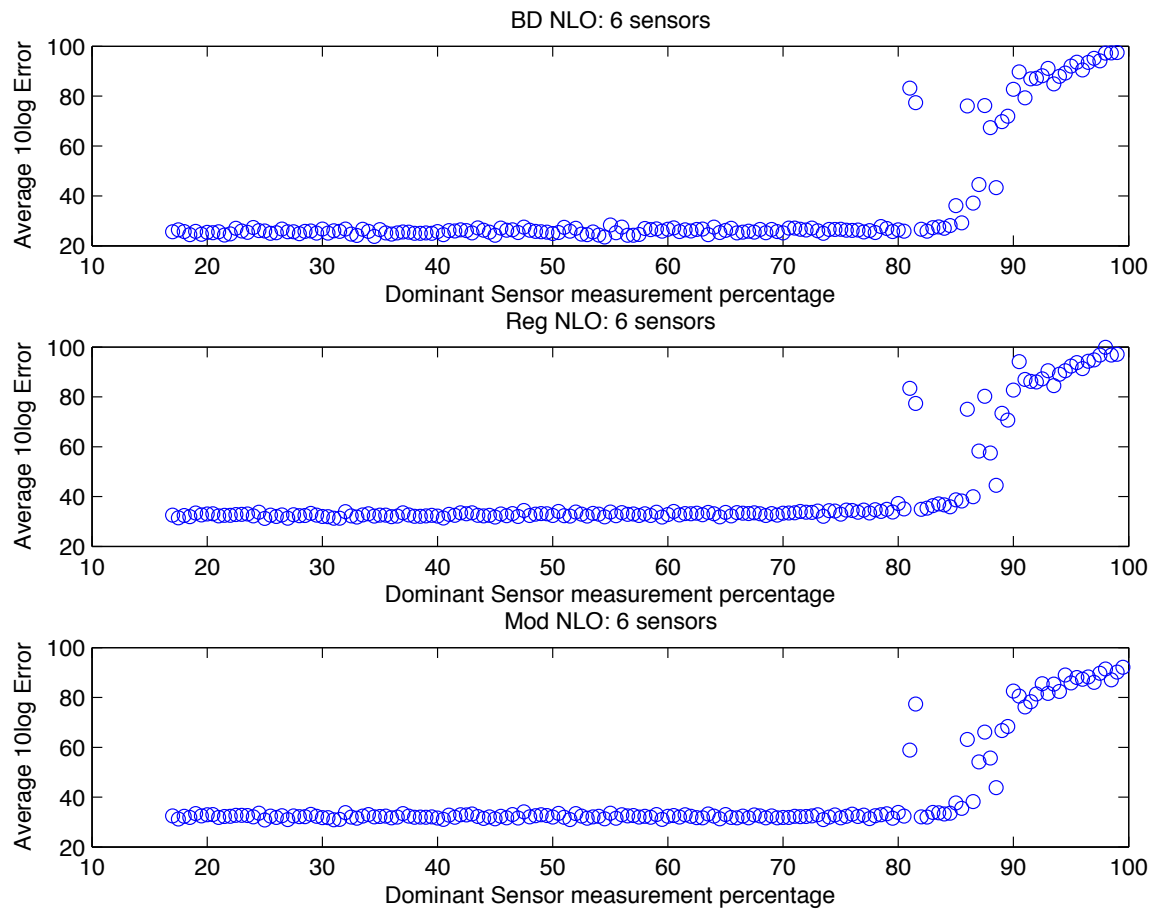 BD NLO: 6 sensors
100
80
60
40
20
Average 10log Error
10 20 30 40 50 60 70 80 90 100
Dominant Sensor measurement percentage
Reg NLO: 6 sensors
100
80
60
40
20
Average 10log Error
10 20 30 40 50 60 70 80 90 100
Dominant Sensor measurement percentage
Mod NLO: 6 sensors
100
80
60
40
20
Average 10log Error
10 20 30 40 50 60 70 80 90 100
Dominant Sensor measurement percentage